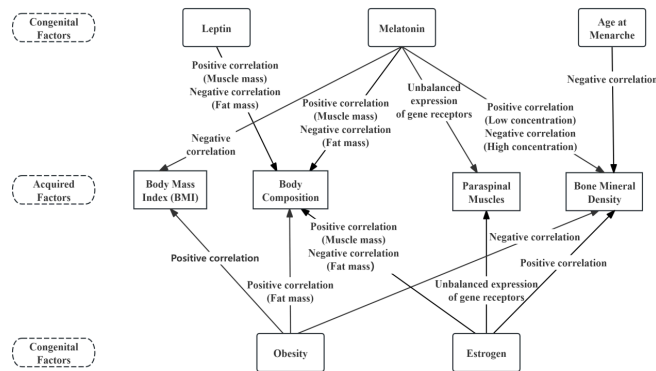 Congenital
Factors
Leptin
Melatonin
Age at
Menarche
Positive correlation
(Muscle mass)
Negative correlation
(Fat mass)
Positive correlation
(Muscle mass)
Negative correlation
(Fat mass)
Unbalanced
expression
of gene receptors
Positive correlation
(Low concentration)
Negative correlation
(High concentration)
Negative correlation
Negative
correlation
Acquired
Factors
Body Mass
Index (BMI)
Body
Composition
Paraspinal
Muscles
Bone Mineral
Density
Positive correlation
Positive correlation
(Fat mass)
Positive correlation
(Muscle mass)
Negative correlation
(Fat mass)
Unbalanced expression
of gene receptors
Negative correlation
Positive correlation
Congenital
Factors
Obesity
Estrogen